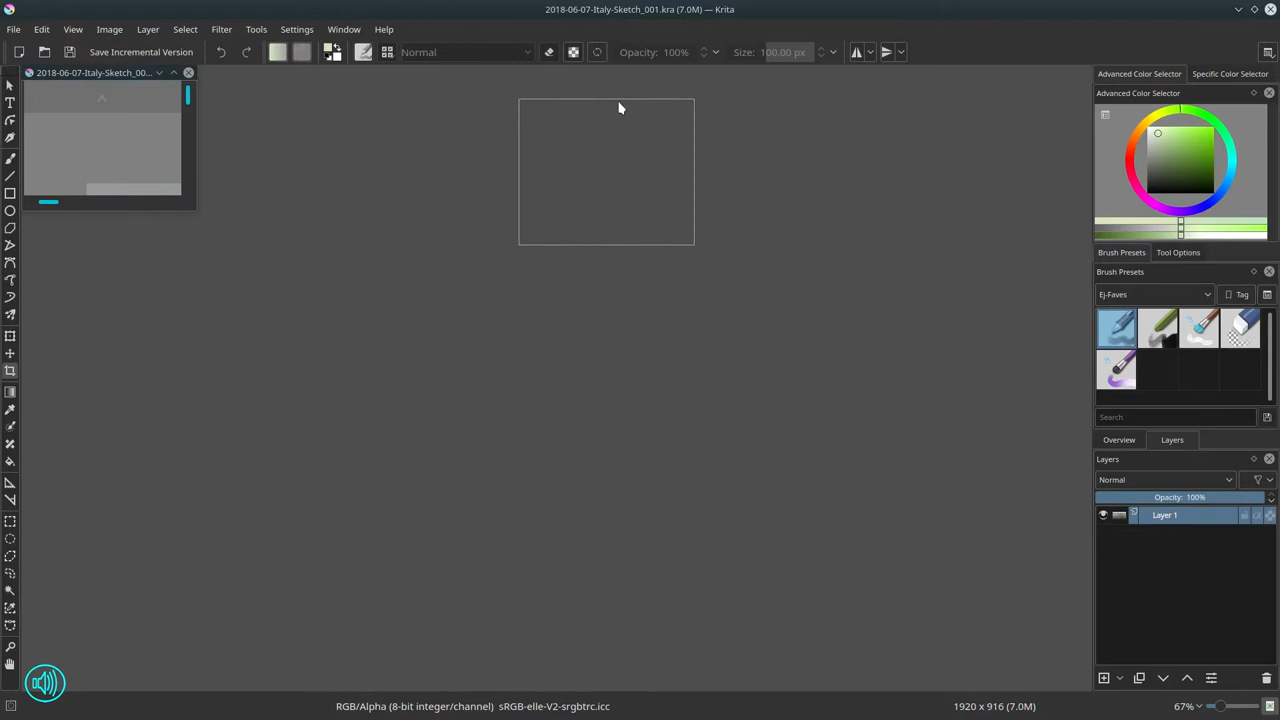 2018-06-07-Italy-Sketch_001.kra (7.0M) — Krita
File Edit View Image Layer Select Filter Tools Settings Window Help
Save Incremental Version Normal Opacity: 100% Size: 100.00 px
2018-06-07-Italy-Sketch_00...
Advanced Color Selector Specific Color Selector
Advanced Color Selector
Brush Presets Tool Options
Brush Presets
Ej-Faves Tag
Search
Overview Layers
Layers
Normal
Opacity: 100%
Layer 1
RGB/Alpha (8-bit integer/channel) sRGB-elle-V2-srgbtrc.icc 1920 x 916 (7.0M) 67%